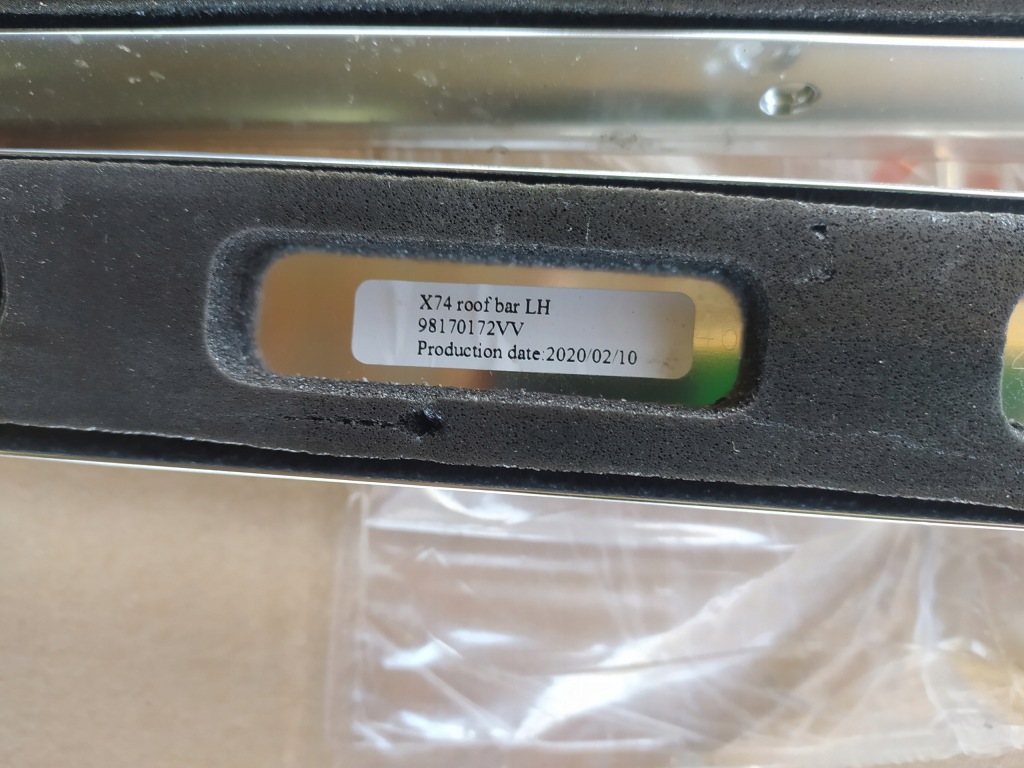 X74 roof bar LH
98170172VV
Production date:2020/02/10